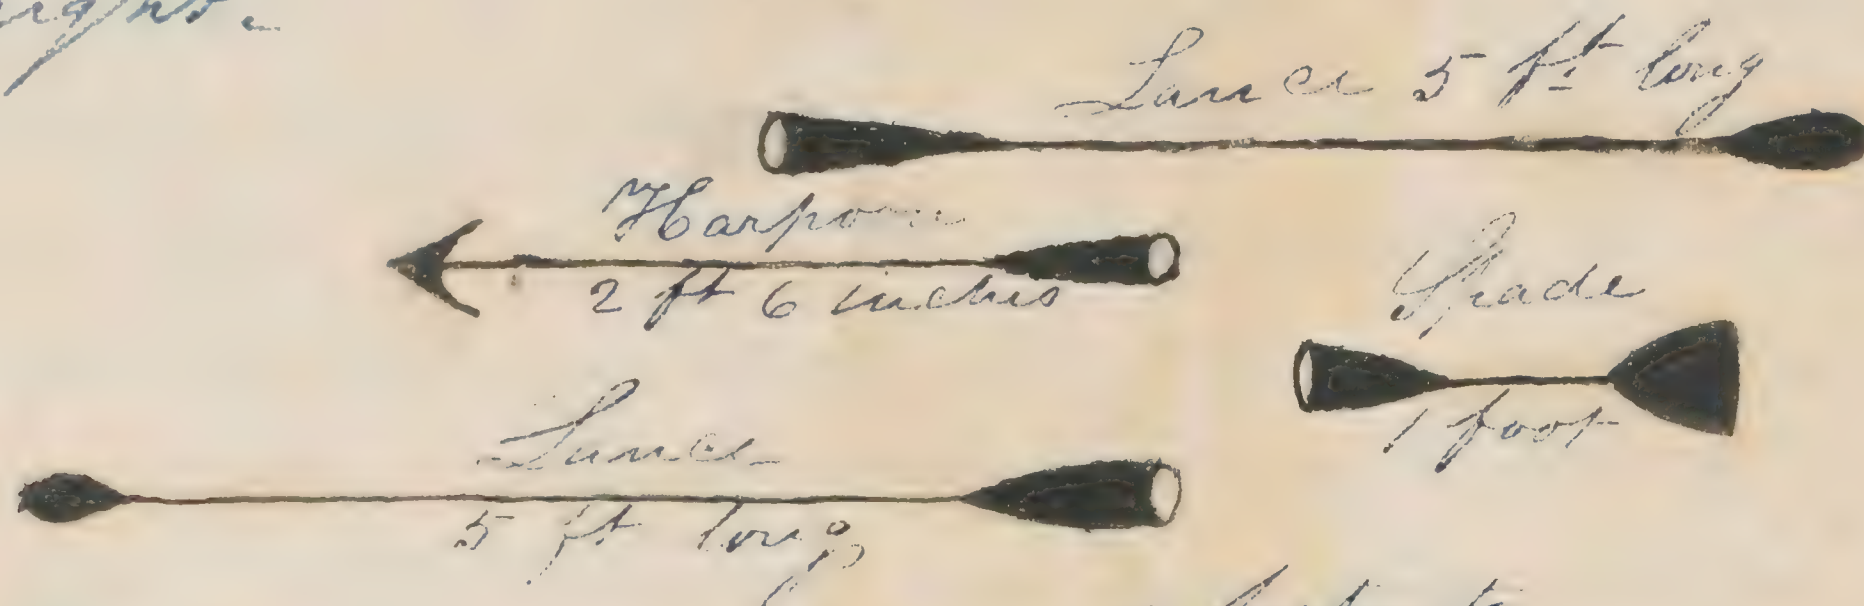 Lance 5 ft long
Harpoon
2 ft 6 inches
Spade
1 foot
Lance
5 ft long